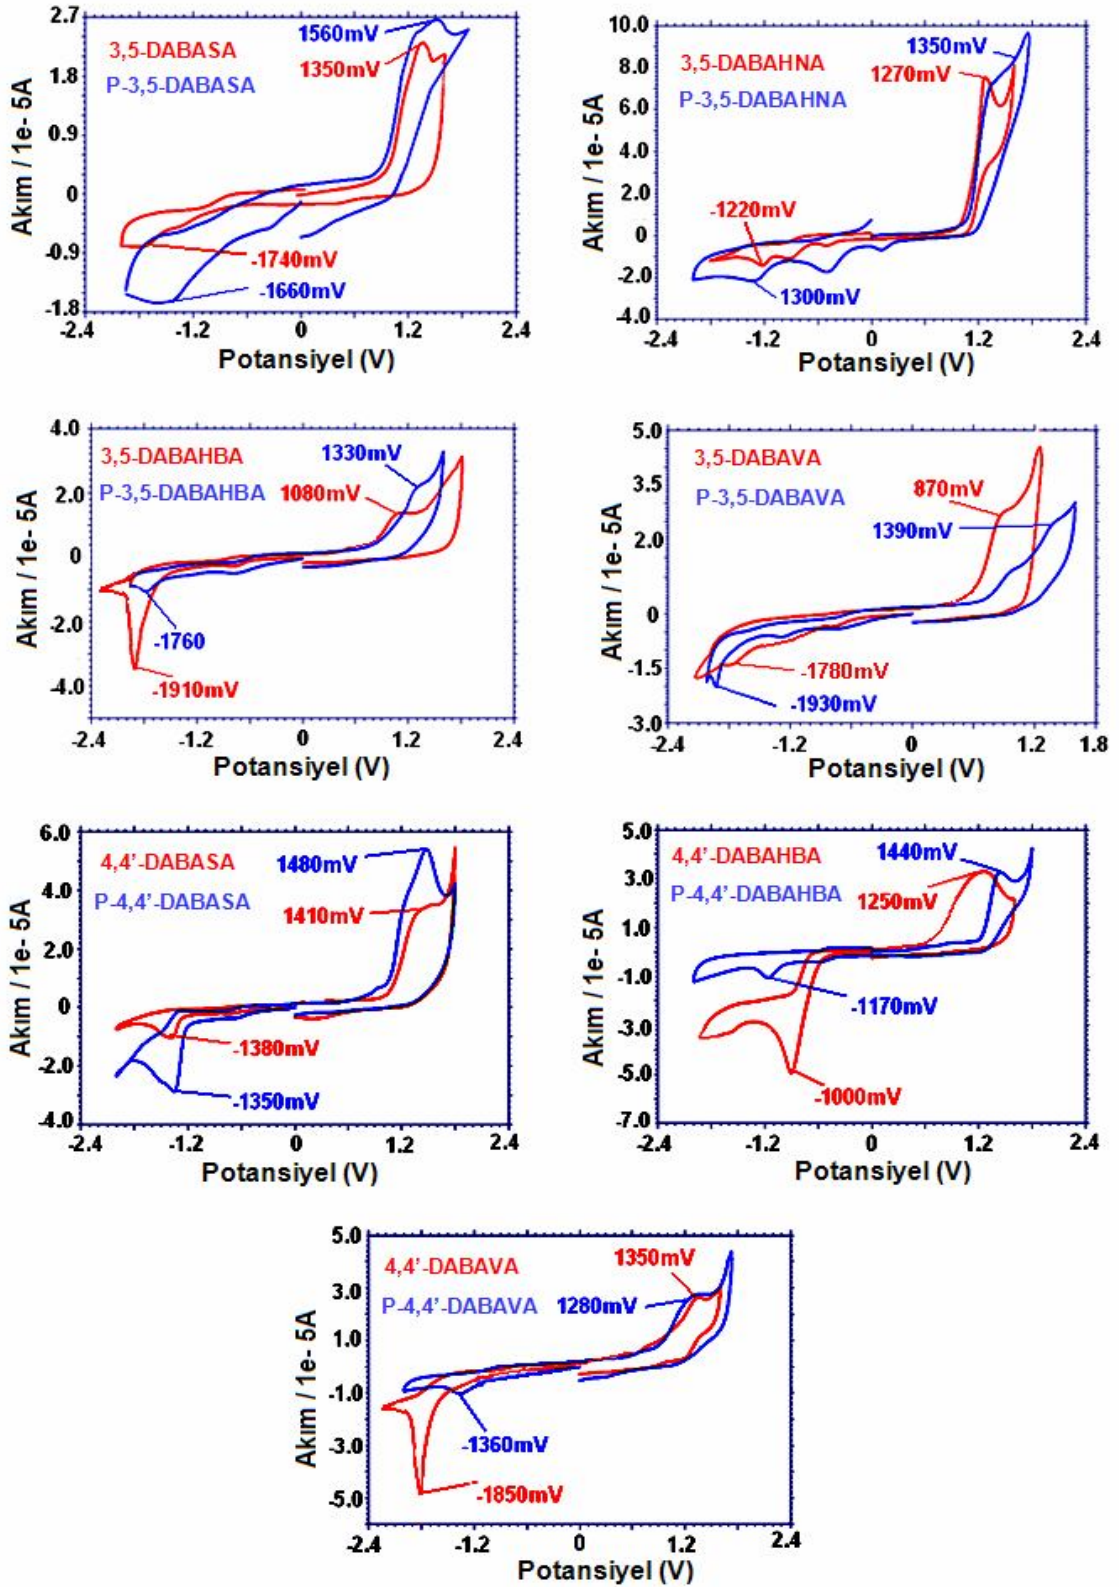 2.7
1.8
0.9
0
-0.9
-1.8
Akım / 1e- 5A
3,5-DABASA
P-3,5-DABASA
1560mV
1350mV
-1740mV
-1660mV
-2.4 -1.2 0 1.2 2.4
Potansiyel (V)
10.0
8.0
6.0
4.0
2.0
0
-2.0
-4.0
Akım / 1e- 5A
3,5-DABAHNA
P-3,5-DABAHNA
1350mV
1270mV
-1220mV
1300mV
-2.4 -1.2 0 1.2 2.4
Potansiyel (V)
4.0
2.0
0
-2.0
-4.0
Akım / 1e- 5A
3,5-DABAHBA
P-3,5-DABAHBA
1330mV
1080mV
-1760
-1910mV
-2.4 -1.2 0 1.2 2.4
Potansiyel (V)
5.0
3.5
2.0
0
-1.5
-3.0
Akım / 1e- 5A
3,5-DABAVA
P-3,5-DABAVA
870mV
1390mV
-1780mV
-1930mV
-2.4 -1.2 0 1.2 1.8
Potansiyel (V)
6.0
4.0
2.0
0
-2.0
-4.0
Akım / 1e- 5A
4,4’-DABASA
P-4,4’-DABASA
1480mV
1410mV
-1380mV
-1350mV
-2.4 -1.2 0 1.2 2.4
Potansiyel (V)
5.0
3.0
1.0
-1.0
-3.0
-5.0
-7.0
Akım / 1e- 5A
4,4’-DABAHBA
P-4,4’-DABAHBA
1440mV
1250mV
-1170mV
-1000mV
-2.4 -1.2 0 1.2 2.4
Potansiyel (V)
5.0
3.0
1.0
-1.0
-3.0
-5.0
Akım / 1e- 5A
4,4’-DABAVA
P-4,4’-DABAVA
1350mV
1280mV
-1360mV
-1850mV
-2.4 -1.2 0 1.2 2.4
Potansiyel (V)